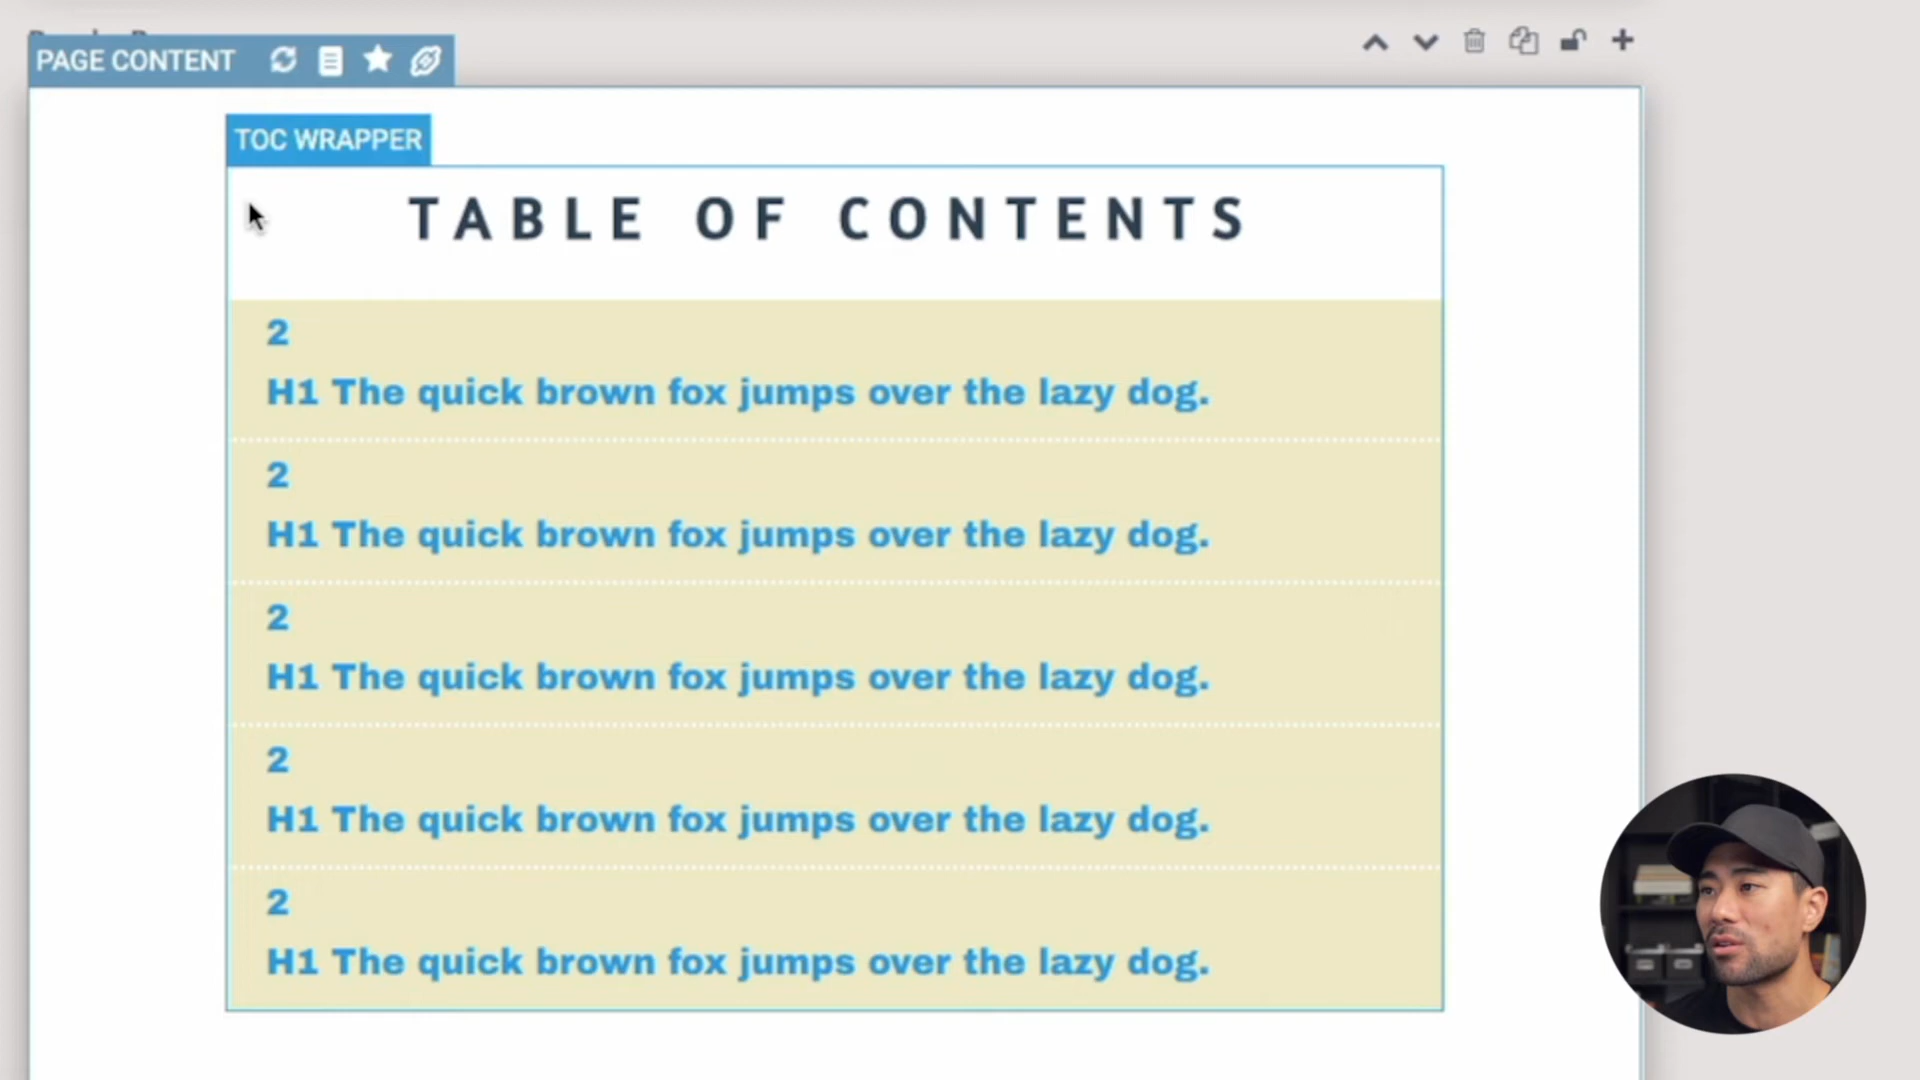 PAGE CONTENT
TOC WRAPPER
TABLE OF CONTENTS
2
H1 The quick brown fox jumps over the lazy dog.
2
H1 The quick brown fox jumps over the lazy dog.
2
H1 The quick brown fox jumps over the lazy dog.
2
H1 The quick brown fox jumps over the lazy dog.
2
H1 The quick brown fox jumps over the lazy dog.